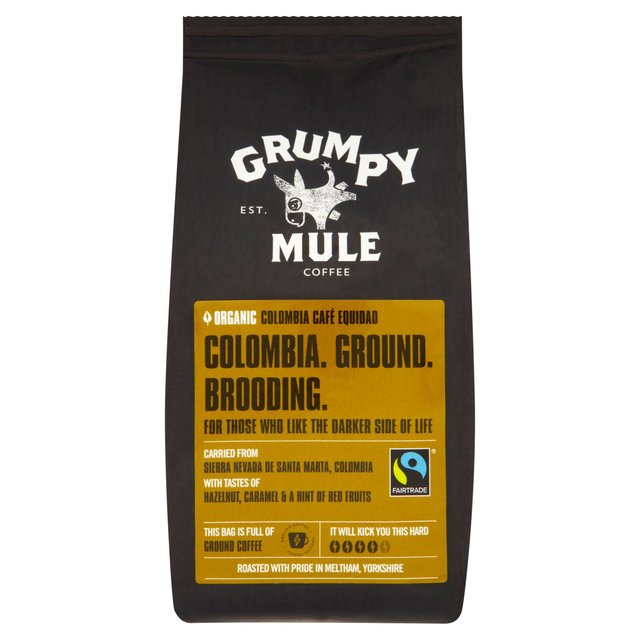 GRUMPY
EST.
MULE
COFFEE
ORGANIC COLOMBIA CAFÉ EQUIDAD
COLOMBIA. GROUND.
BROODING.
FOR THOSE WHO LIKE THE DARKER SIDE OF LIFE
CARRIED FROM
SIERRA NEVADA DE SANTA MARTA, COLOMBIA
WITH TASTES OF
HAZELNUT, CARAMEL & A HINT OF RED FRUITS
FAIRTRADE
THIS BAG IS FULL OF
GROUND COFFEE
IT WILL KICK YOU THIS HARD
ROASTED WITH PRIDE IN MELTHAM, YORKSHIRE